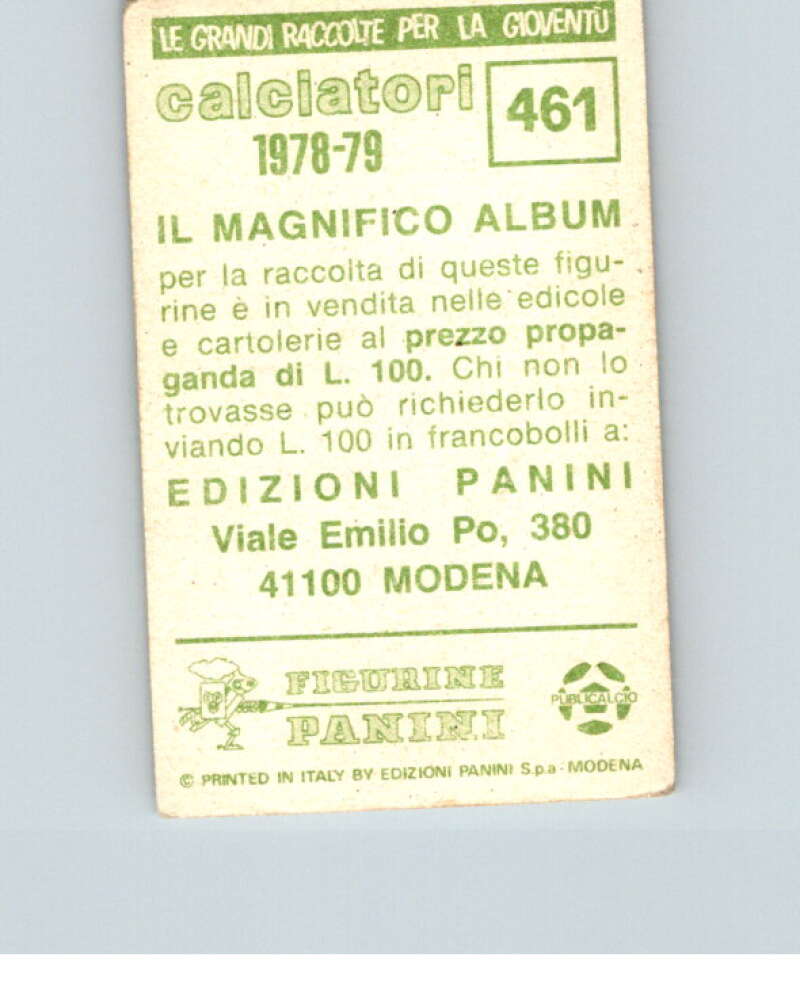 LE GRANDI RACCOLTE PER LA GIOVENTÙ
calciatori
1978-79
461
IL MAGNIFICO ALBUM
per la raccolta di queste figu-
rine è in vendita nelle edicole
e cartolerie al prezzo propa-
ganda di L. 100. Chi non lo
trovasse può richiederlo in-
viando L. 100 in francobolli a:
EDIZIONI PANINI
Viale Emilio Po, 380
41100 MODENA
FIGURINE
PANINI
PUBLICALCIO
© PRINTED IN ITALY BY EDIZIONI PANINI S.p.a - MODENA